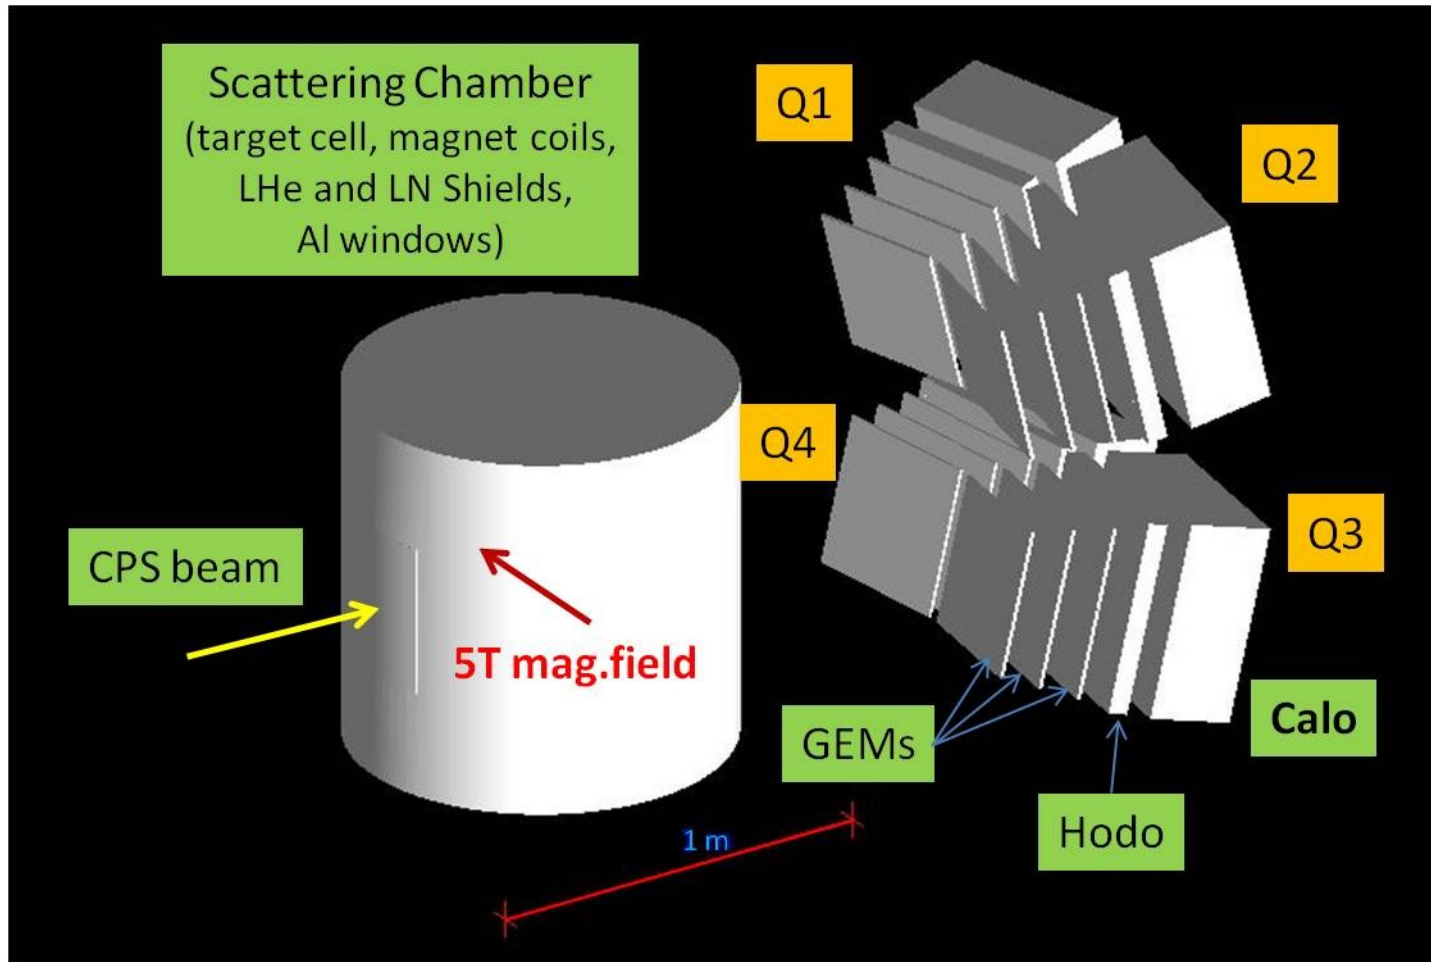 Scattering Chamber
(target cell, magnet coils,
LHe and LN Shields,
Al windows)
Q1
Q2
Q4
Q3
CPS beam
5T mag.field
GEMs
Calo
Hodo
1 m